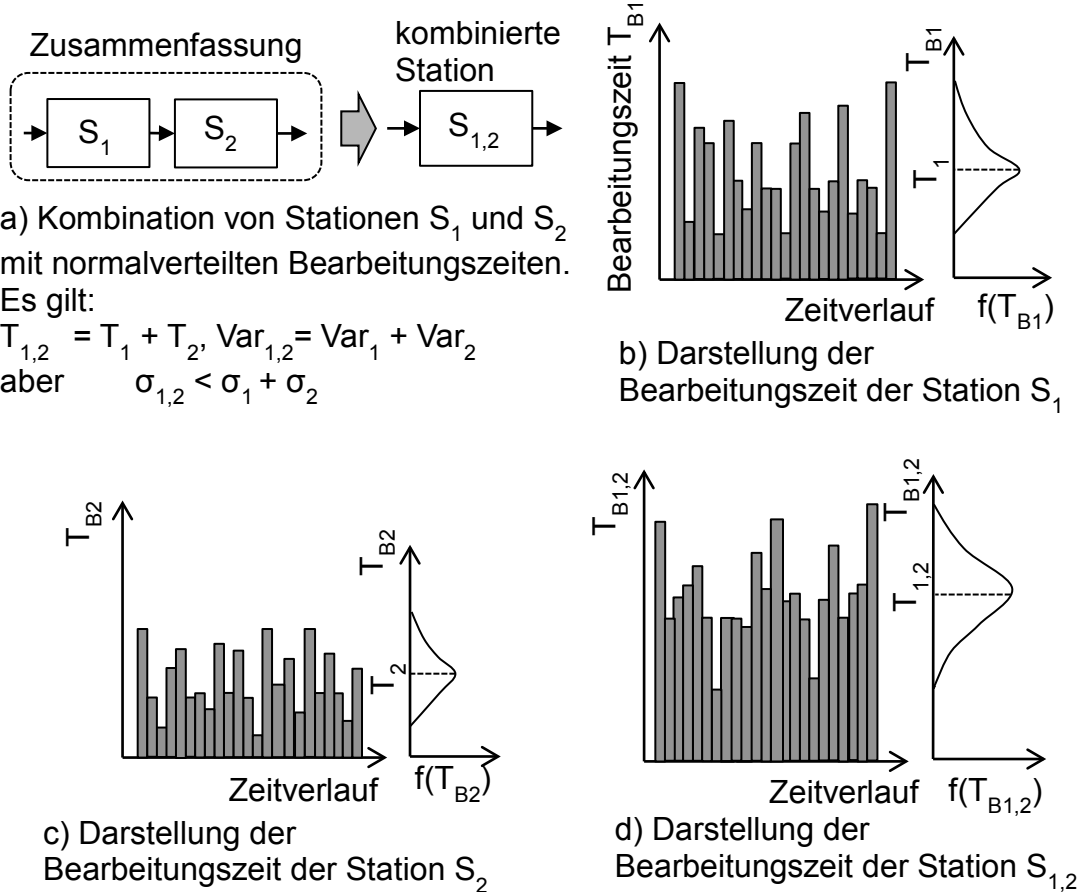 Zusammenfassung
kombinierte
Station
S1
S2
S1,2
a) Kombination von Stationen S1 und S2
mit normalverteilten Bearbeitungszeiten.
Es gilt:
T1,2 = T1 + T2, Var1,2= Var1 + Var2
aber σ1,2 < σ1 + σ2
Bearbeitungszeit TB1
Zeitverlauf
TB1
T1
f(TB1)
b) Darstellung der
Bearbeitungszeit der Station S1
TB2
Zeitverlauf
TB2
T2
f(TB2)
c) Darstellung der
Bearbeitungszeit der Station S2
TB1,2
Zeitverlauf
TB1,2
T1,2
f(TB1,2)
d) Darstellung der
Bearbeitungszeit der Station S1,2